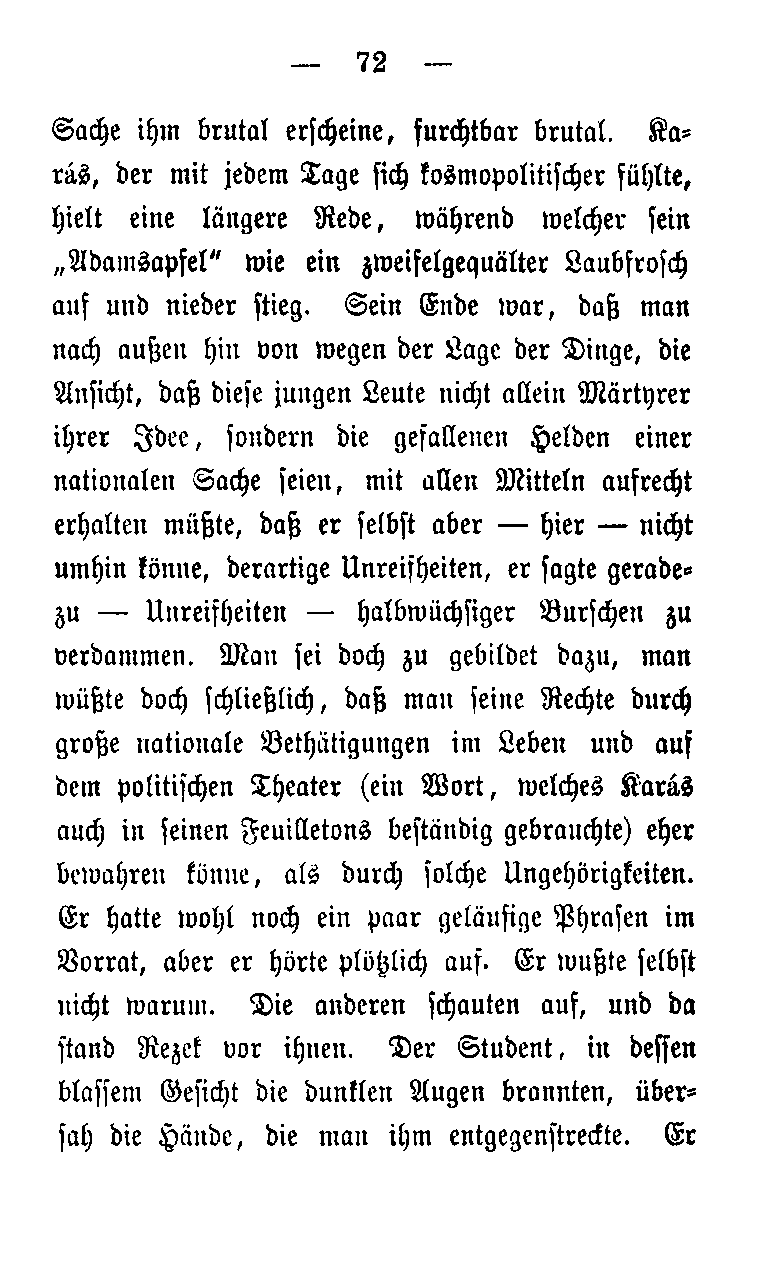 — 72 —
Sache ihm brutal erscheine, furchtbar brutal. Ka-
rás, der mit jedem Tage sich kosmopolitischer fühlte,
hielt eine längere Rede, während welcher sein
„Adamsapfel" wie ein zweifelgequälter Laubfrosch
auf und nieder stieg. Sein Ende war, daß man
nach außen hin von wegen der Lage der Dinge, die
Ansicht, daß diese jungen Leute nicht allein Märtyrer
ihrer Idee, sondern die gefallenen Helden einer
nationalen Sache seien, mit allen Mitteln aufrecht
erhalten müßte, daß er selbst aber — hier — nicht
umhin könne, derartige Unreifheiten, er sagte gerade-
zu — Unreifheiten — halbwüchsiger Burschen zu
verdammen. Man sei doch zu gebildet dazu, man
wüßte doch schließlich, daß man seine Rechte durch
große nationale Bethätigungen im Leben und auf
dem politischen Theater (ein Wort, welches Karás
auch in seinen Feuilletons beständig gebrauchte) eher
bewahren könne, als durch solche Ungehörigkeiten.
Er hatte wohl noch ein paar geläufige Phrasen im
Vorrat, aber er hörte plötzlich auf. Er wußte selbst
nicht warum. Die anderen schauten auf, und da
stand Rezek vor ihnen. Der Student, in dessen
blassem Gesicht die dunklen Augen brannten, über-
sah die Hände, die man ihm entgegenstreckte. Er